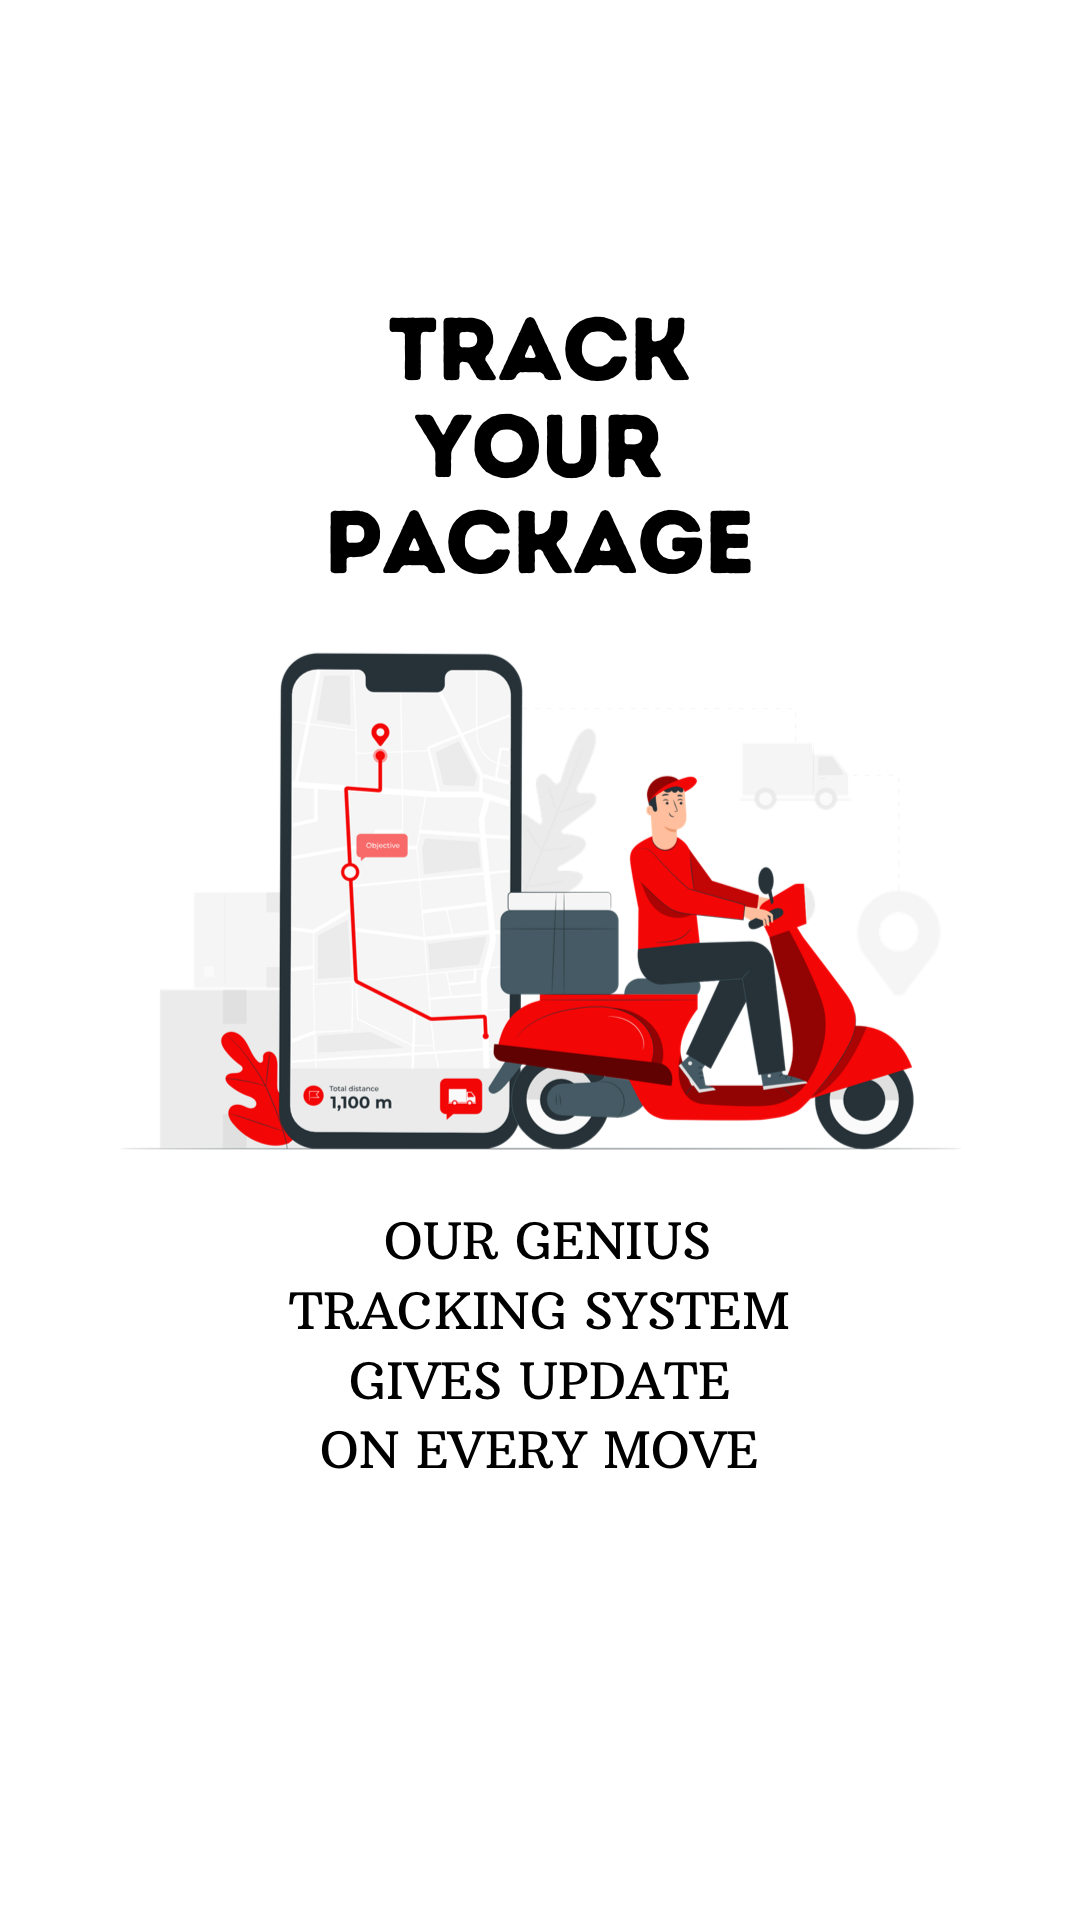 TRACK
YOUR
PACKAGE
Objective
Total distance
1,100 m
OUR GENIUS
TRACKING SYSTEM
GIVES UPDATE
ON EVERY MOVE